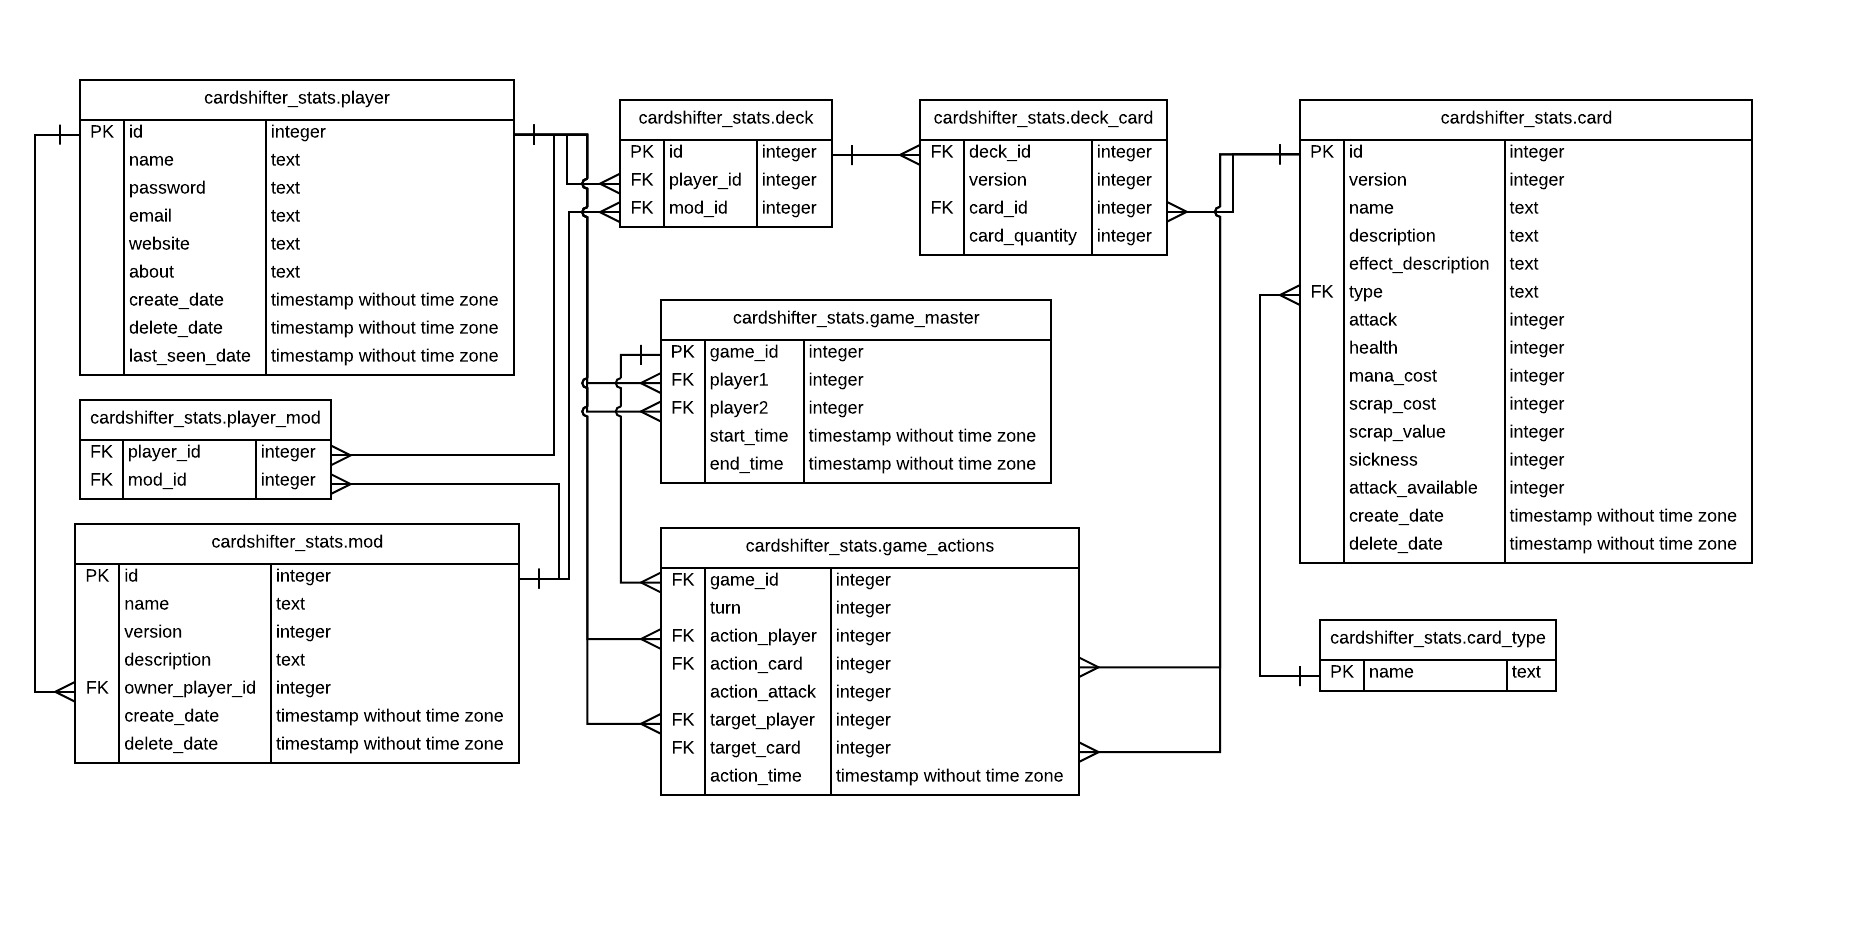 cardshifter_stats.player
PK id integer
name text
password text
email text
website text
about text
create_date timestamp without time zone
delete_date timestamp without time zone
last_seen_date timestamp without time zone
cardshifter_stats.player_mod
FK player_id integer
FK mod_id integer
cardshifter_stats.mod
PK id integer
name text
version integer
description text
FK owner_player_id integer
create_date timestamp without time zone
delete_date timestamp without time zone
cardshifter_stats.deck
PK id integer
FK player_id integer
FK mod_id integer
cardshifter_stats.deck_card
FK deck_id integer
version integer
FK card_id integer
card_quantity integer
cardshifter_stats.game_master
PK game_id integer
FK player1 integer
FK player2 integer
start_time timestamp without time zone
end_time timestamp without time zone
cardshifter_stats.game_actions
FK game_id integer
turn integer
FK action_player integer
FK action_card integer
action_attack integer
FK target_player integer
FK target_card integer
action_time timestamp without time zone
cardshifter_stats.card
PK id integer
version integer
name text
description text
effect_description text
FK type text
attack integer
health integer
mana_cost integer
scrap_cost integer
scrap_value integer
sickness integer
attack_available integer
create_date timestamp without time zone
delete_date timestamp without time zone
cardshifter_stats.card_type
PK name text